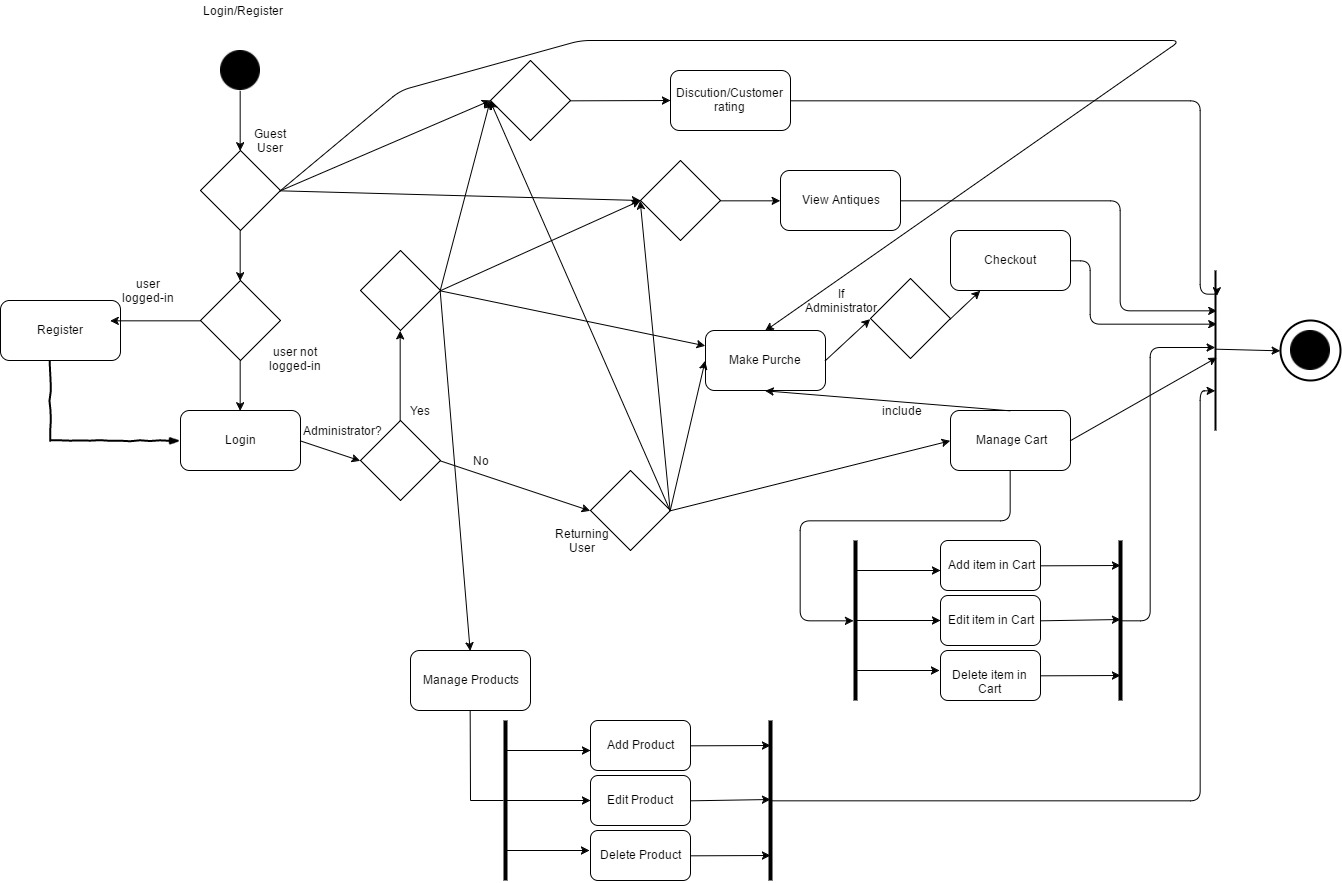 Login/Register
Guest
User
Discution/Customer
rating
View Antiques
Checkout
user
logged-in
If
Administrator
Register
user not
logged-in
Make Purche
Login
Administrator?
Yes
include
Manage Cart
No
Returning
User
Add item in Cart
Edit item in Cart
Delete item in
Cart
Manage Products
Add Product
Edit Product
Delete Product